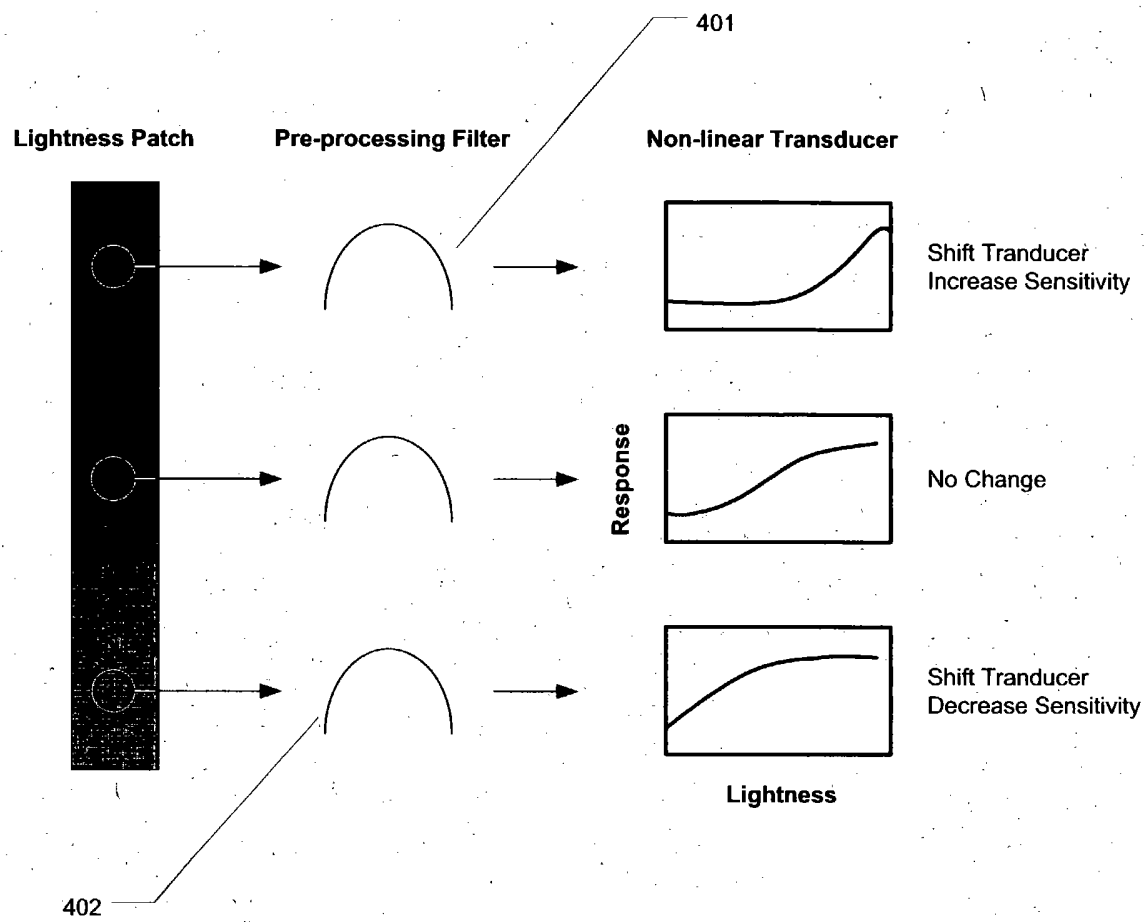 401
Lightness Patch
Pre-processing Filter
Non-linear Transducer
Shift Tranducer
Increase Sensitivity
Response
No Change
Shift Tranducer
Decrease Sensitivity
Lightness
402